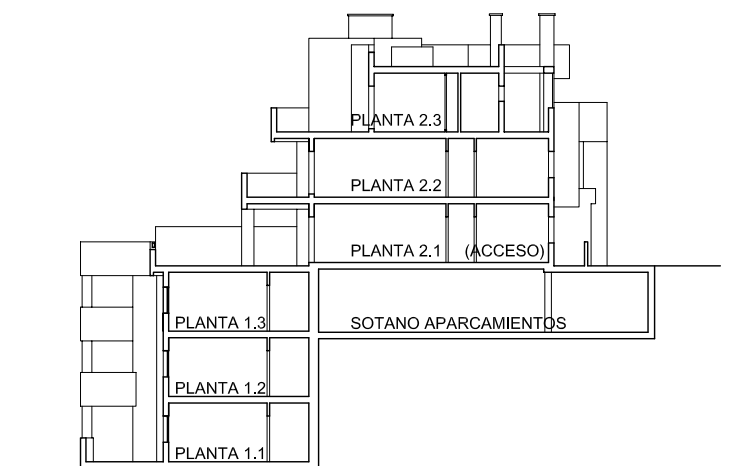 PLANTA 2.3
PLANTA 2.2
PLANTA 2.1 (ACCESO)
PLANTA 1.3 SOTANO APARCAMIENTOS
PLANTA 1.2
PLANTA 1.1